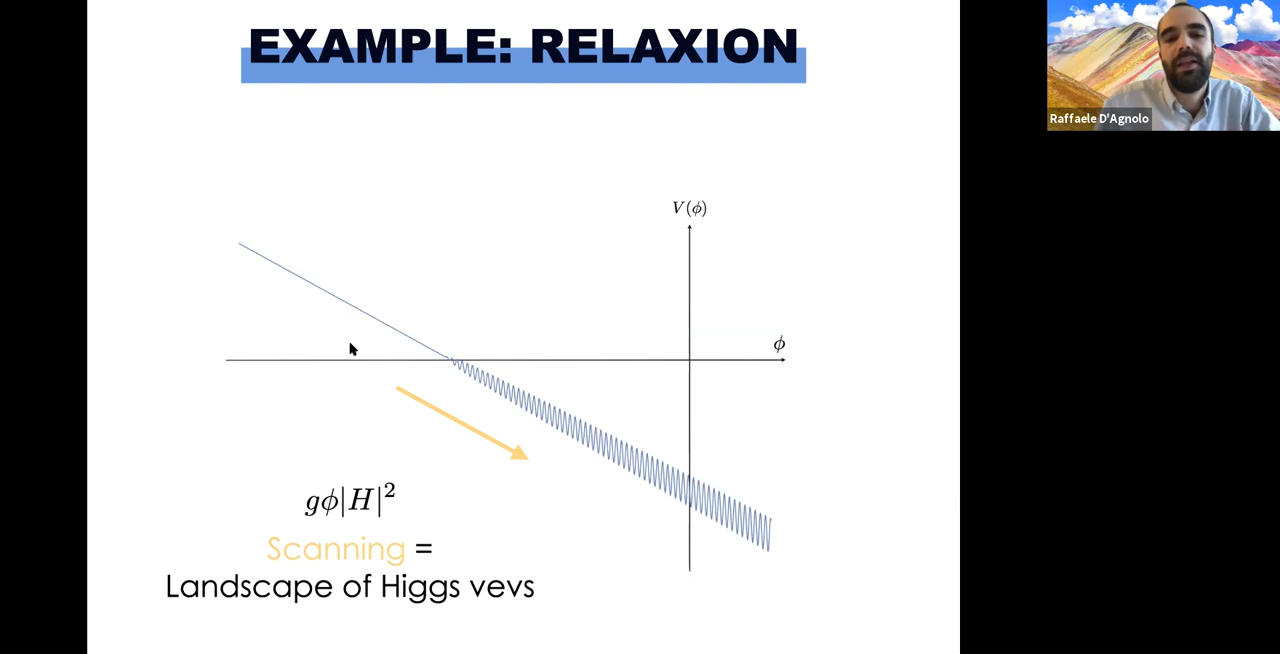 EXAMPLE: RELAXION
Raffaele D'Agnolo
V(ϕ)
ϕ
gϕ|H|²
Scanning =
Landscape of Higgs vevs